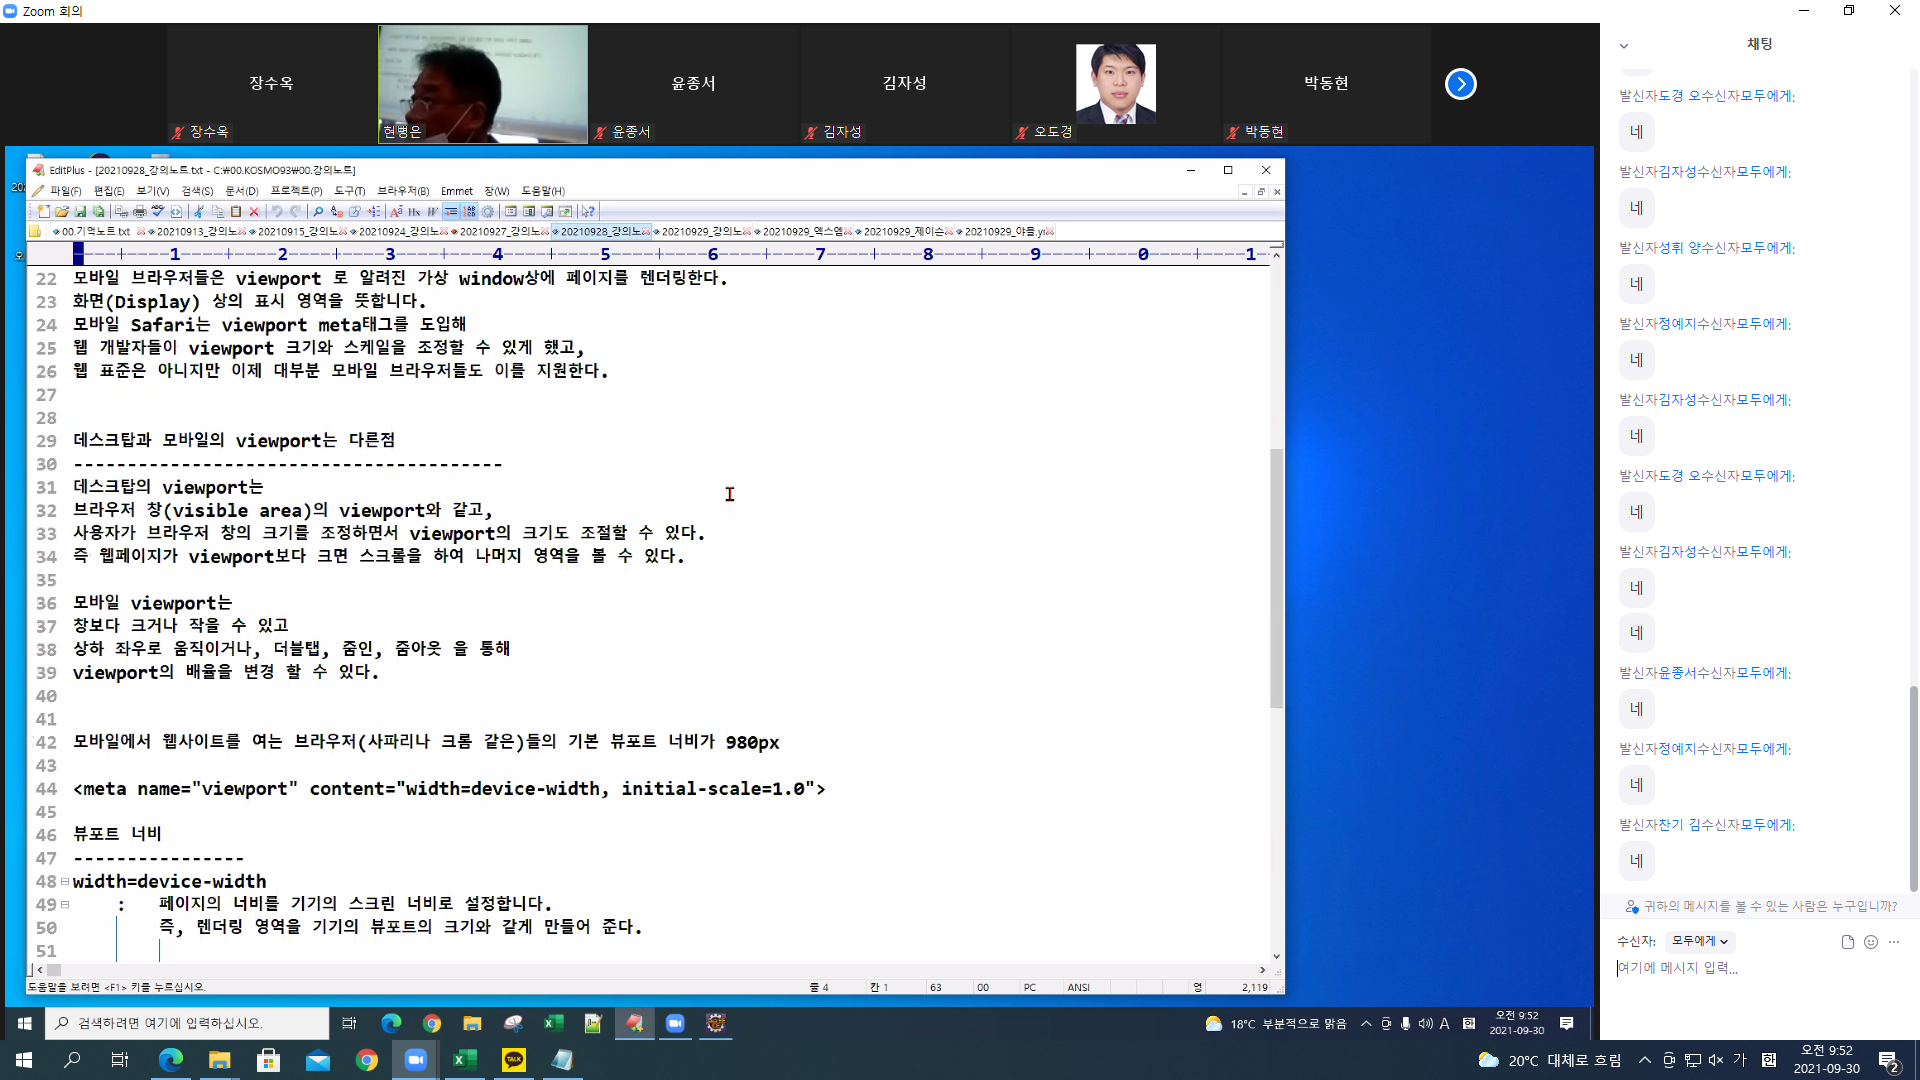 Zoom 회의
장수옥
윤종서
김자성
박동현
장수옥
현병은
윤종서
김자성
오도경
박동현
EditPlus - [20210928_강의노트.txt - C:₩00.KOSMO93₩00.강의노트]
파일(F) 편집(E) 보기(V) 검색(S) 문서(D) 프로젝트(P) 도구(T) 브라우저(B) Emmet 창(W) 도움말(H)
00.기억노트.txt 20210913_강의노 20210915_강의노 20210924_강의노 20210927_강의노 20210928_강의노 20210929_강의노 20210929_엑스엠 20210929_제이슨 20210929_야믈.y
----+----1----+----2----+----3----+----4----+----5----+----6----+----7----+----8----+----9----+----0----+----1-
22 모바일 브라우저들은 viewport 로 알려진 가상 window상에 페이지를 렌더링한다.
23 화면(Display) 상의 표시 영역을 뜻합니다.
24 모바일 Safari는 viewport meta태그를 도입해
25 웹 개발자들이 viewport 크기와 스케일을 조정할 수 있게 했고,
26 웹 표준은 아니지만 이제 대부분 모바일 브라우저들도 이를 지원한다.
27
28
29 데스크탑과 모바일의 viewport는 다른점
30 ----------------------------------------
31 데스크탑의 viewport는
32 브라우저 창(visible area)의 viewport와 같고,
33 사용자가 브라우저 창의 크기를 조정하면서 viewport의 크기도 조절할 수 있다.
34 즉 웹페이지가 viewport보다 크면 스크롤을 하여 나머지 영역을 볼 수 있다.
35
36 모바일 viewport는
37 창보다 크거나 작을 수 있고
38 상하 좌우로 움직이거나, 더블탭, 줌인, 줌아웃 을 통해
39 viewport의 배율을 변경 할 수 있다.
40
41
42 모바일에서 웹사이트를 여는 브라우저(사파리나 크롬 같은)들의 기본 뷰포트 너비가 980px
43
44 <meta name="viewport" content="width=device-width, initial-scale=1.0">
45
46 뷰포트 너비
47 ----------------
48 width=device-width
49 : 페이지의 너비를 기기의 스크린 너비로 설정합니다.
50 즉, 렌더링 영역을 기기의 뷰포트의 크기와 같게 만들어 준다.
51
도움말을 보려면 <F1> 키를 누르십시오. 줄 4 칸 1 63 00 PC ANSI 영 2,119
검색하려면 여기에 입력하십시오.
18°C 부분적으로 맑음
A
오전 9:52
2021-09-30
채팅
발신자도경 오수신자모두에게;
네
발신자김자성수신자모두에게;
네
발신자성휘 양수신자모두에게;
네
발신자정예지수신자모두에게;
네
발신자김자성수신자모두에게;
네
발신자도경 오수신자모두에게;
네
발신자김자성수신자모두에게;
네
네
발신자윤종서수신자모두에게;
네
발신자정예지수신자모두에게;
네
발신자찬기 김수신자모두에게;
네
귀하의 메시지를 볼 수 있는 사람은 누구입니까?
수신자: 모두에게
여기에 메시지 입력...
TALK
20°C 대체로 흐림
가
오전 9:52
2021-09-30
2